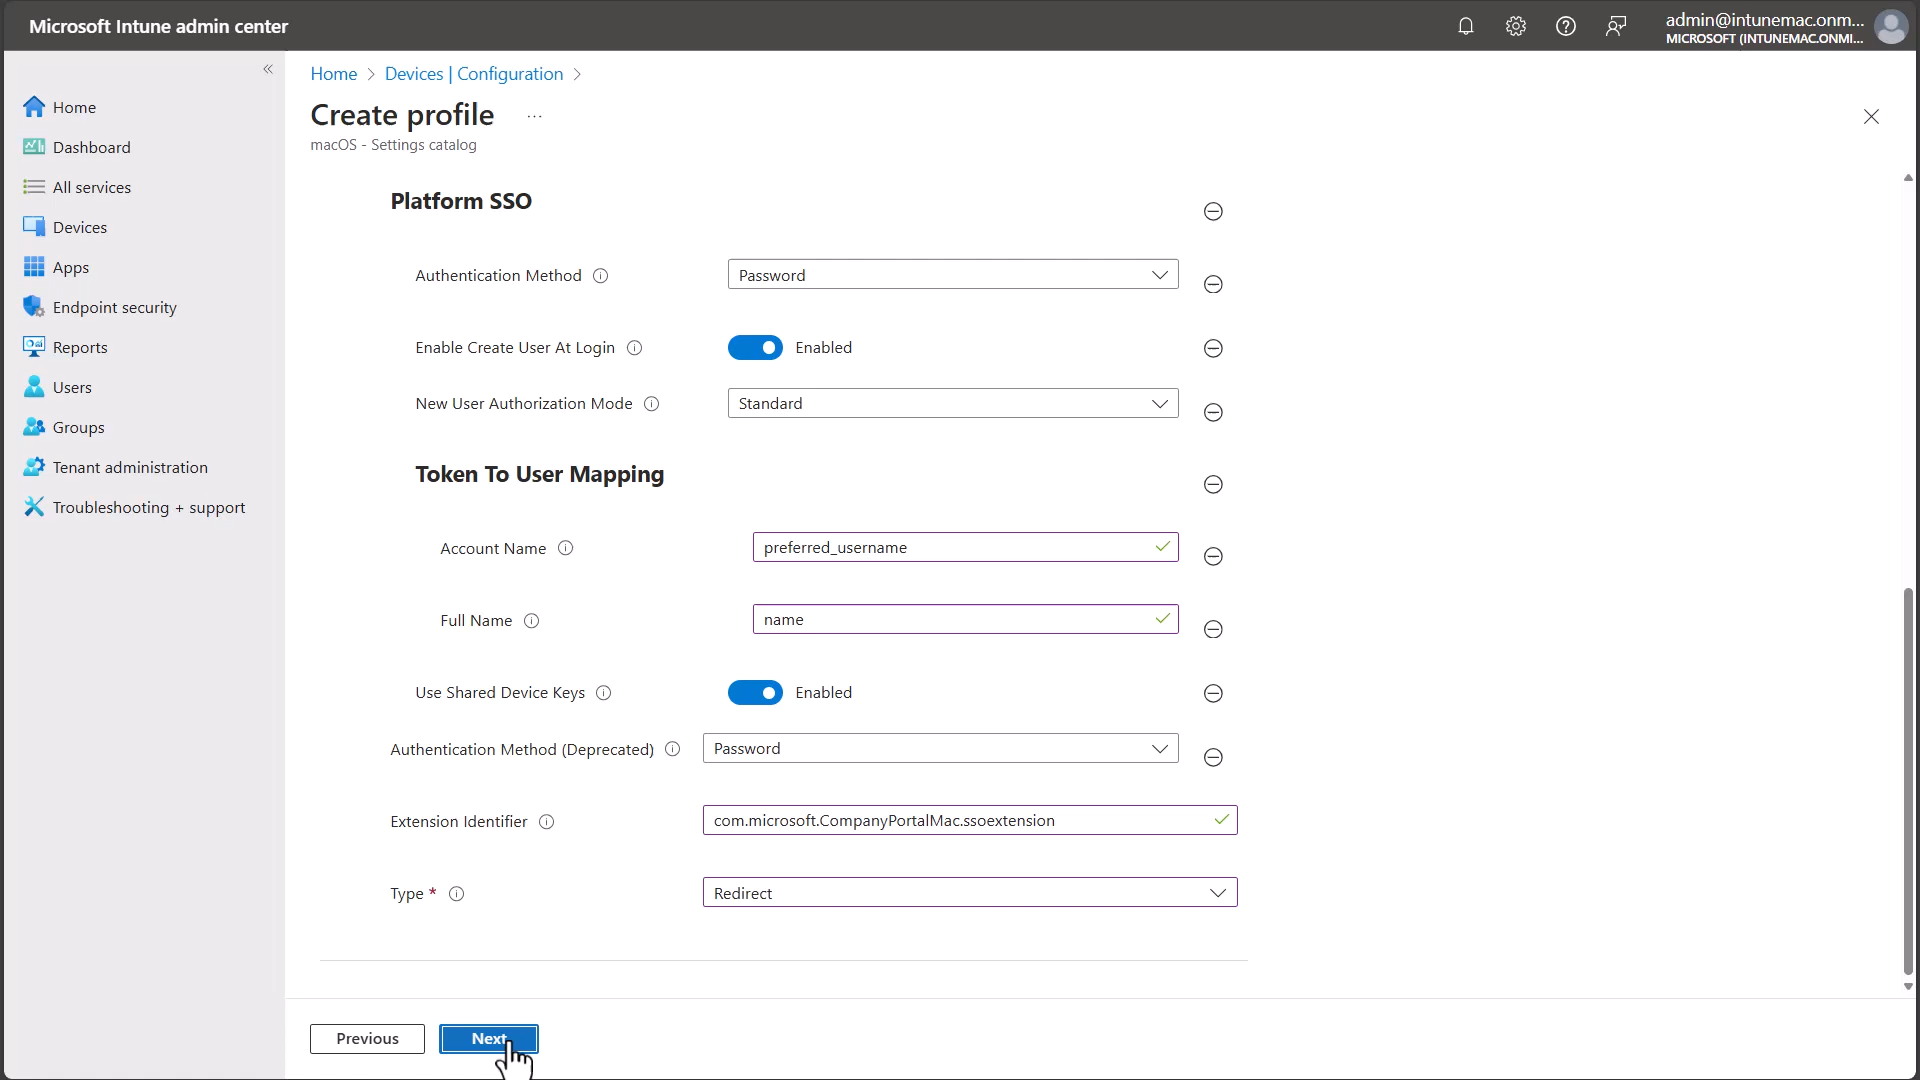 Microsoft Intune admin center
admin@intunemac.onm...
MICROSOFT (INTUNEMAC.ONMI...
Home
Dashboard
All services
Devices
Apps
Endpoint security
Reports
Users
Groups
Tenant administration
Troubleshooting + support
Home > Devices | Configuration >
Create profile ...
macOS - Settings catalog
Platform SSO
Authentication Method Password
Enable Create User At Login Enabled
New User Authorization Mode Standard
Token To User Mapping
Account Name preferred_username
Full Name name
Use Shared Device Keys Enabled
Authentication Method (Deprecated) Password
Extension Identifier com.microsoft.CompanyPortalMac.ssoextension
Type * Redirect
Previous Next